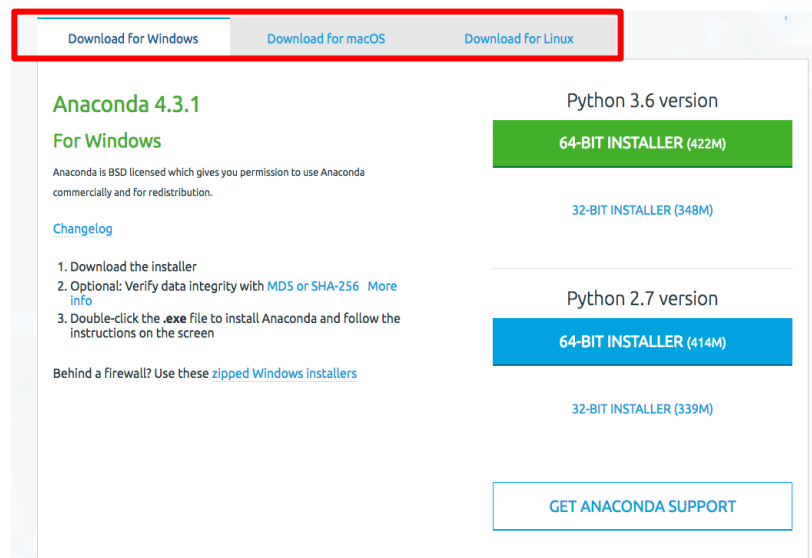 Download for Windows
Download for macOS
Download for Linux
Anaconda 4.3.1
For Windows
Anaconda is BSD licensed which gives you permission to use Anaconda
commercially and for redistribution.
Changelog
1. Download the installer
2. Optional: Verify data integrity with MD5 or SHA-256 More
info
3. Double-click the .exe file to install Anaconda and follow the
instructions on the screen
Behind a firewall? Use these zipped Windows installers
Python 3.6 version
64-BIT INSTALLER (422M)
32-BIT INSTALLER (348M)
Python 2.7 version
64-BIT INSTALLER (414M)
32-BIT INSTALLER (339M)
GET ANACONDA SUPPORT